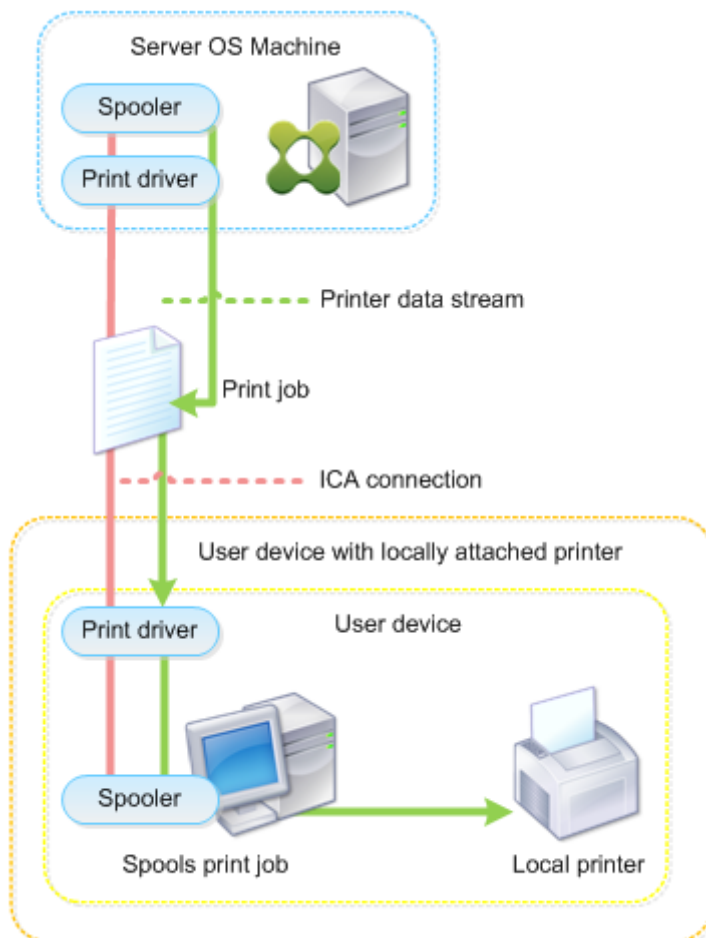 Server OS Machine
Spooler
Print driver
Printer data stream
Print job
ICA connection
User device with locally attached printer
Print driver
User device
Spooler
Spools print job
Local printer